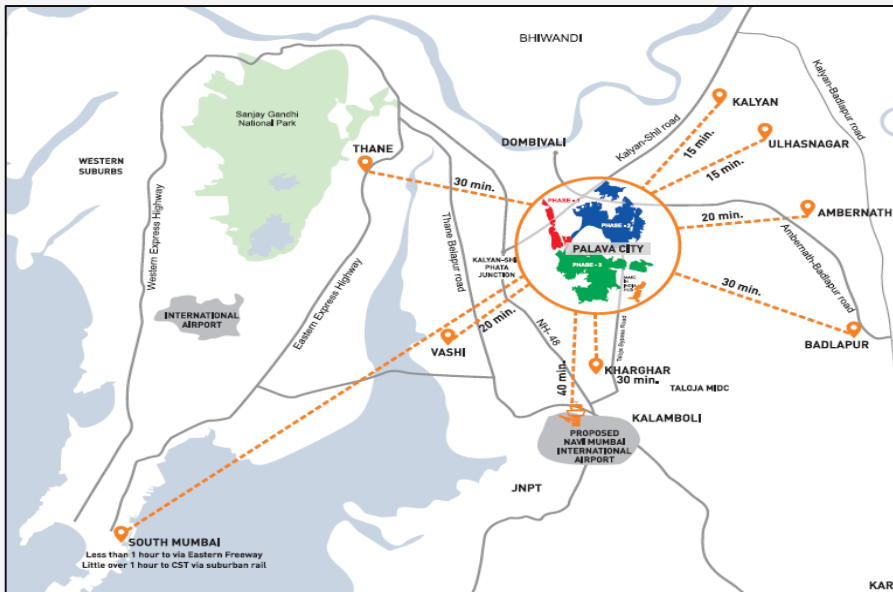 BHIWANDI
Kalyan-Badlapur road
Sanjay Gandhi
National Park
KALYAN
Kalyan-Shil road
15 min.
ULHASNAGAR
15 min.
DOMBIVALI
THANE
WESTERN
SUBURBS
30 min.
PHASE - 1
PHASE - 2
PALAVA CITY
PHASE - 3
20 min.
AMBERNATH
Ambernath-Badlapur road
30 min.
BADLAPUR
Western Express Highway
Eastern Express Highway
Thane Belapur road
KALYAN-SHI
PHATA
JUNCTION
INTERNATIONAL
AIRPORT
20 min.
VASHI
NH-48
Taloja Bypass Road
KHARGHAR
30 min.
40 min.
TALOJA MIDC
KALAMBOLI
PROPOSED
NAVI MUMBAI
INTERNATIONAL
AIRPORT
JNPT
SOUTH MUMBAI
Less than 1 hour to via Eastern Freeway
Little over 1 hour to CST via suburban rail
KAR